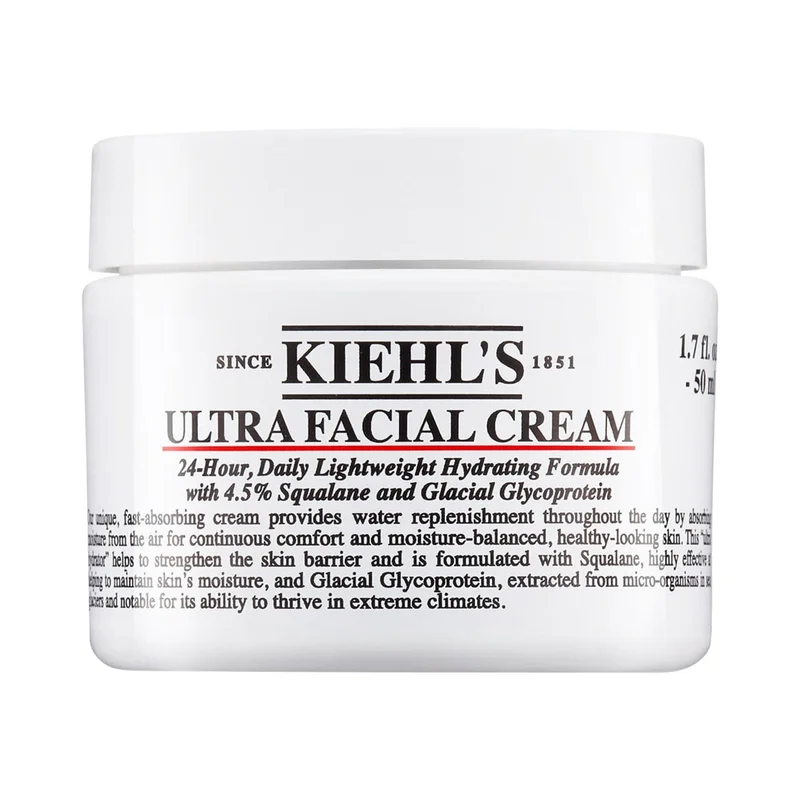 SINCE KIEHL'S 1851
1.7 fl.
- 50 ml
ULTRA FACIAL CREAM
24-Hour, Daily Lightweight Hydrating Formula
with 4.5% Squalane and Glacial Glycoprotein
unique, fast-absorbing cream provides water replenishment throughout the day by absorbing
moisture from the air for continuous comfort and moisture-balanced, healthy-looking skin. This
helps to strengthen the skin barrier and is formulated with Squalane, highly effective
helping to maintain skin's moisture, and Glacial Glycoprotein, extracted from micro-organisms in
and notable for its ability to thrive in extreme climates.